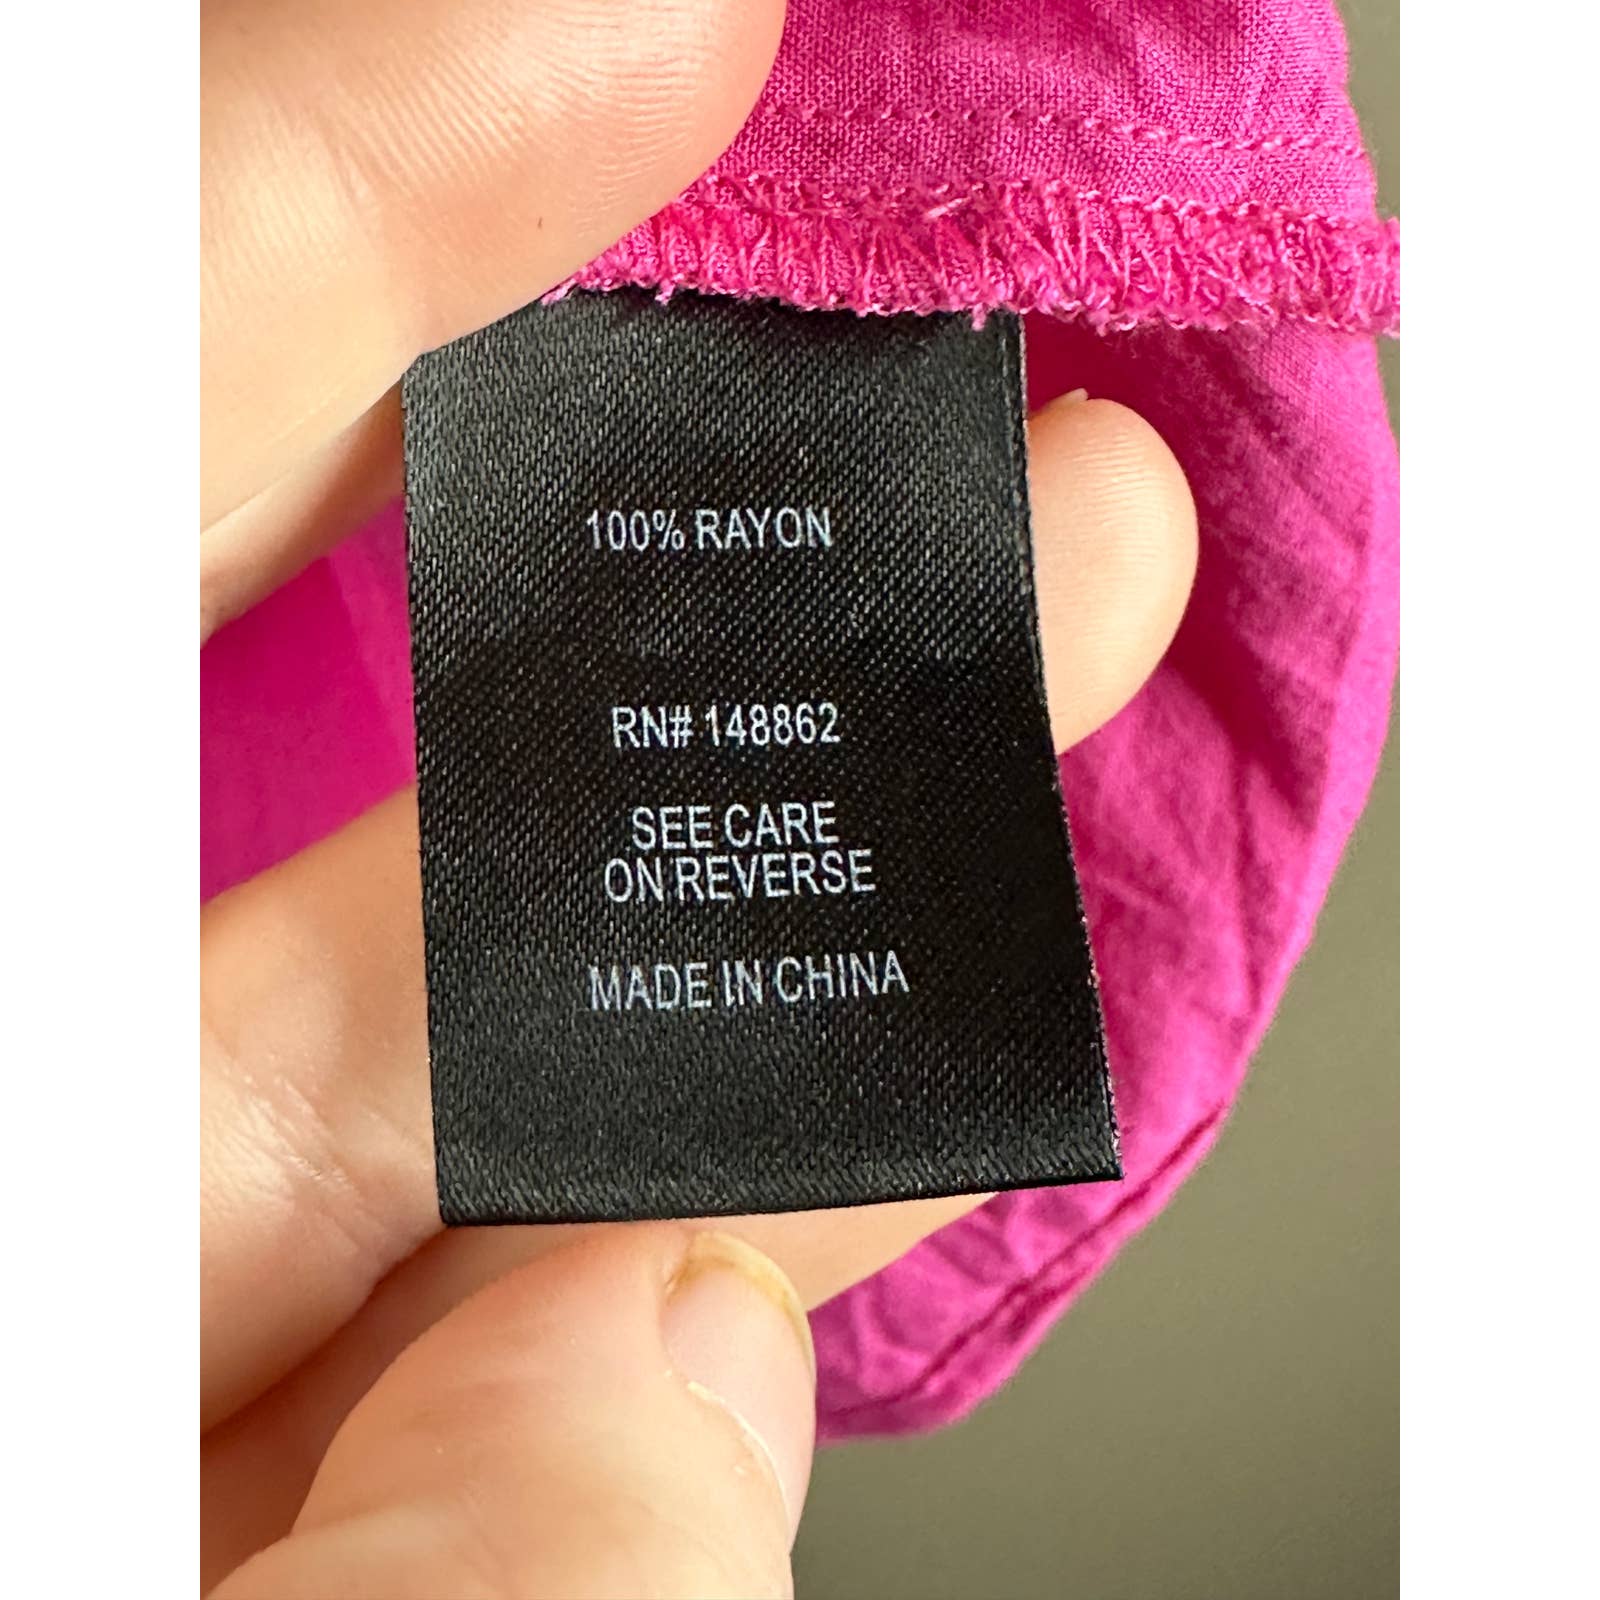 100% RAYON
RN# 148862
SEE CARE
ON REVERSE
MADE IN CHINA